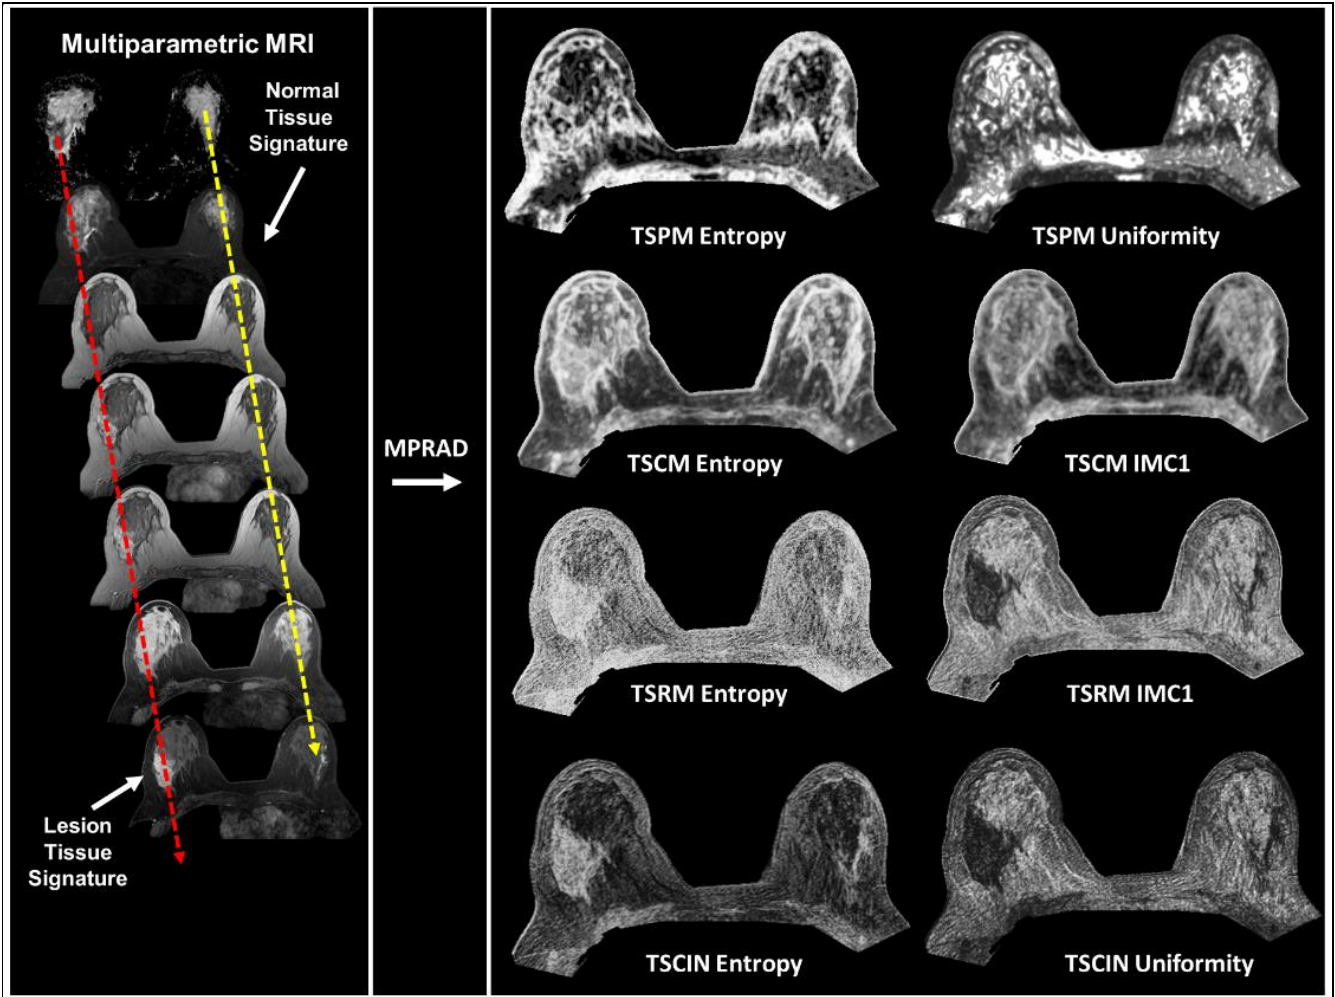 Multiparametric MRI
Normal
Tissue
Signature
Lesion
Tissue
Signature
MPRAD
TSPM Entropy
TSPM Uniformity
TSCM Entropy
TSCM IMC1
TSRM Entropy
TSRM IMC1
TSCIN Entropy
TSCIN Uniformity